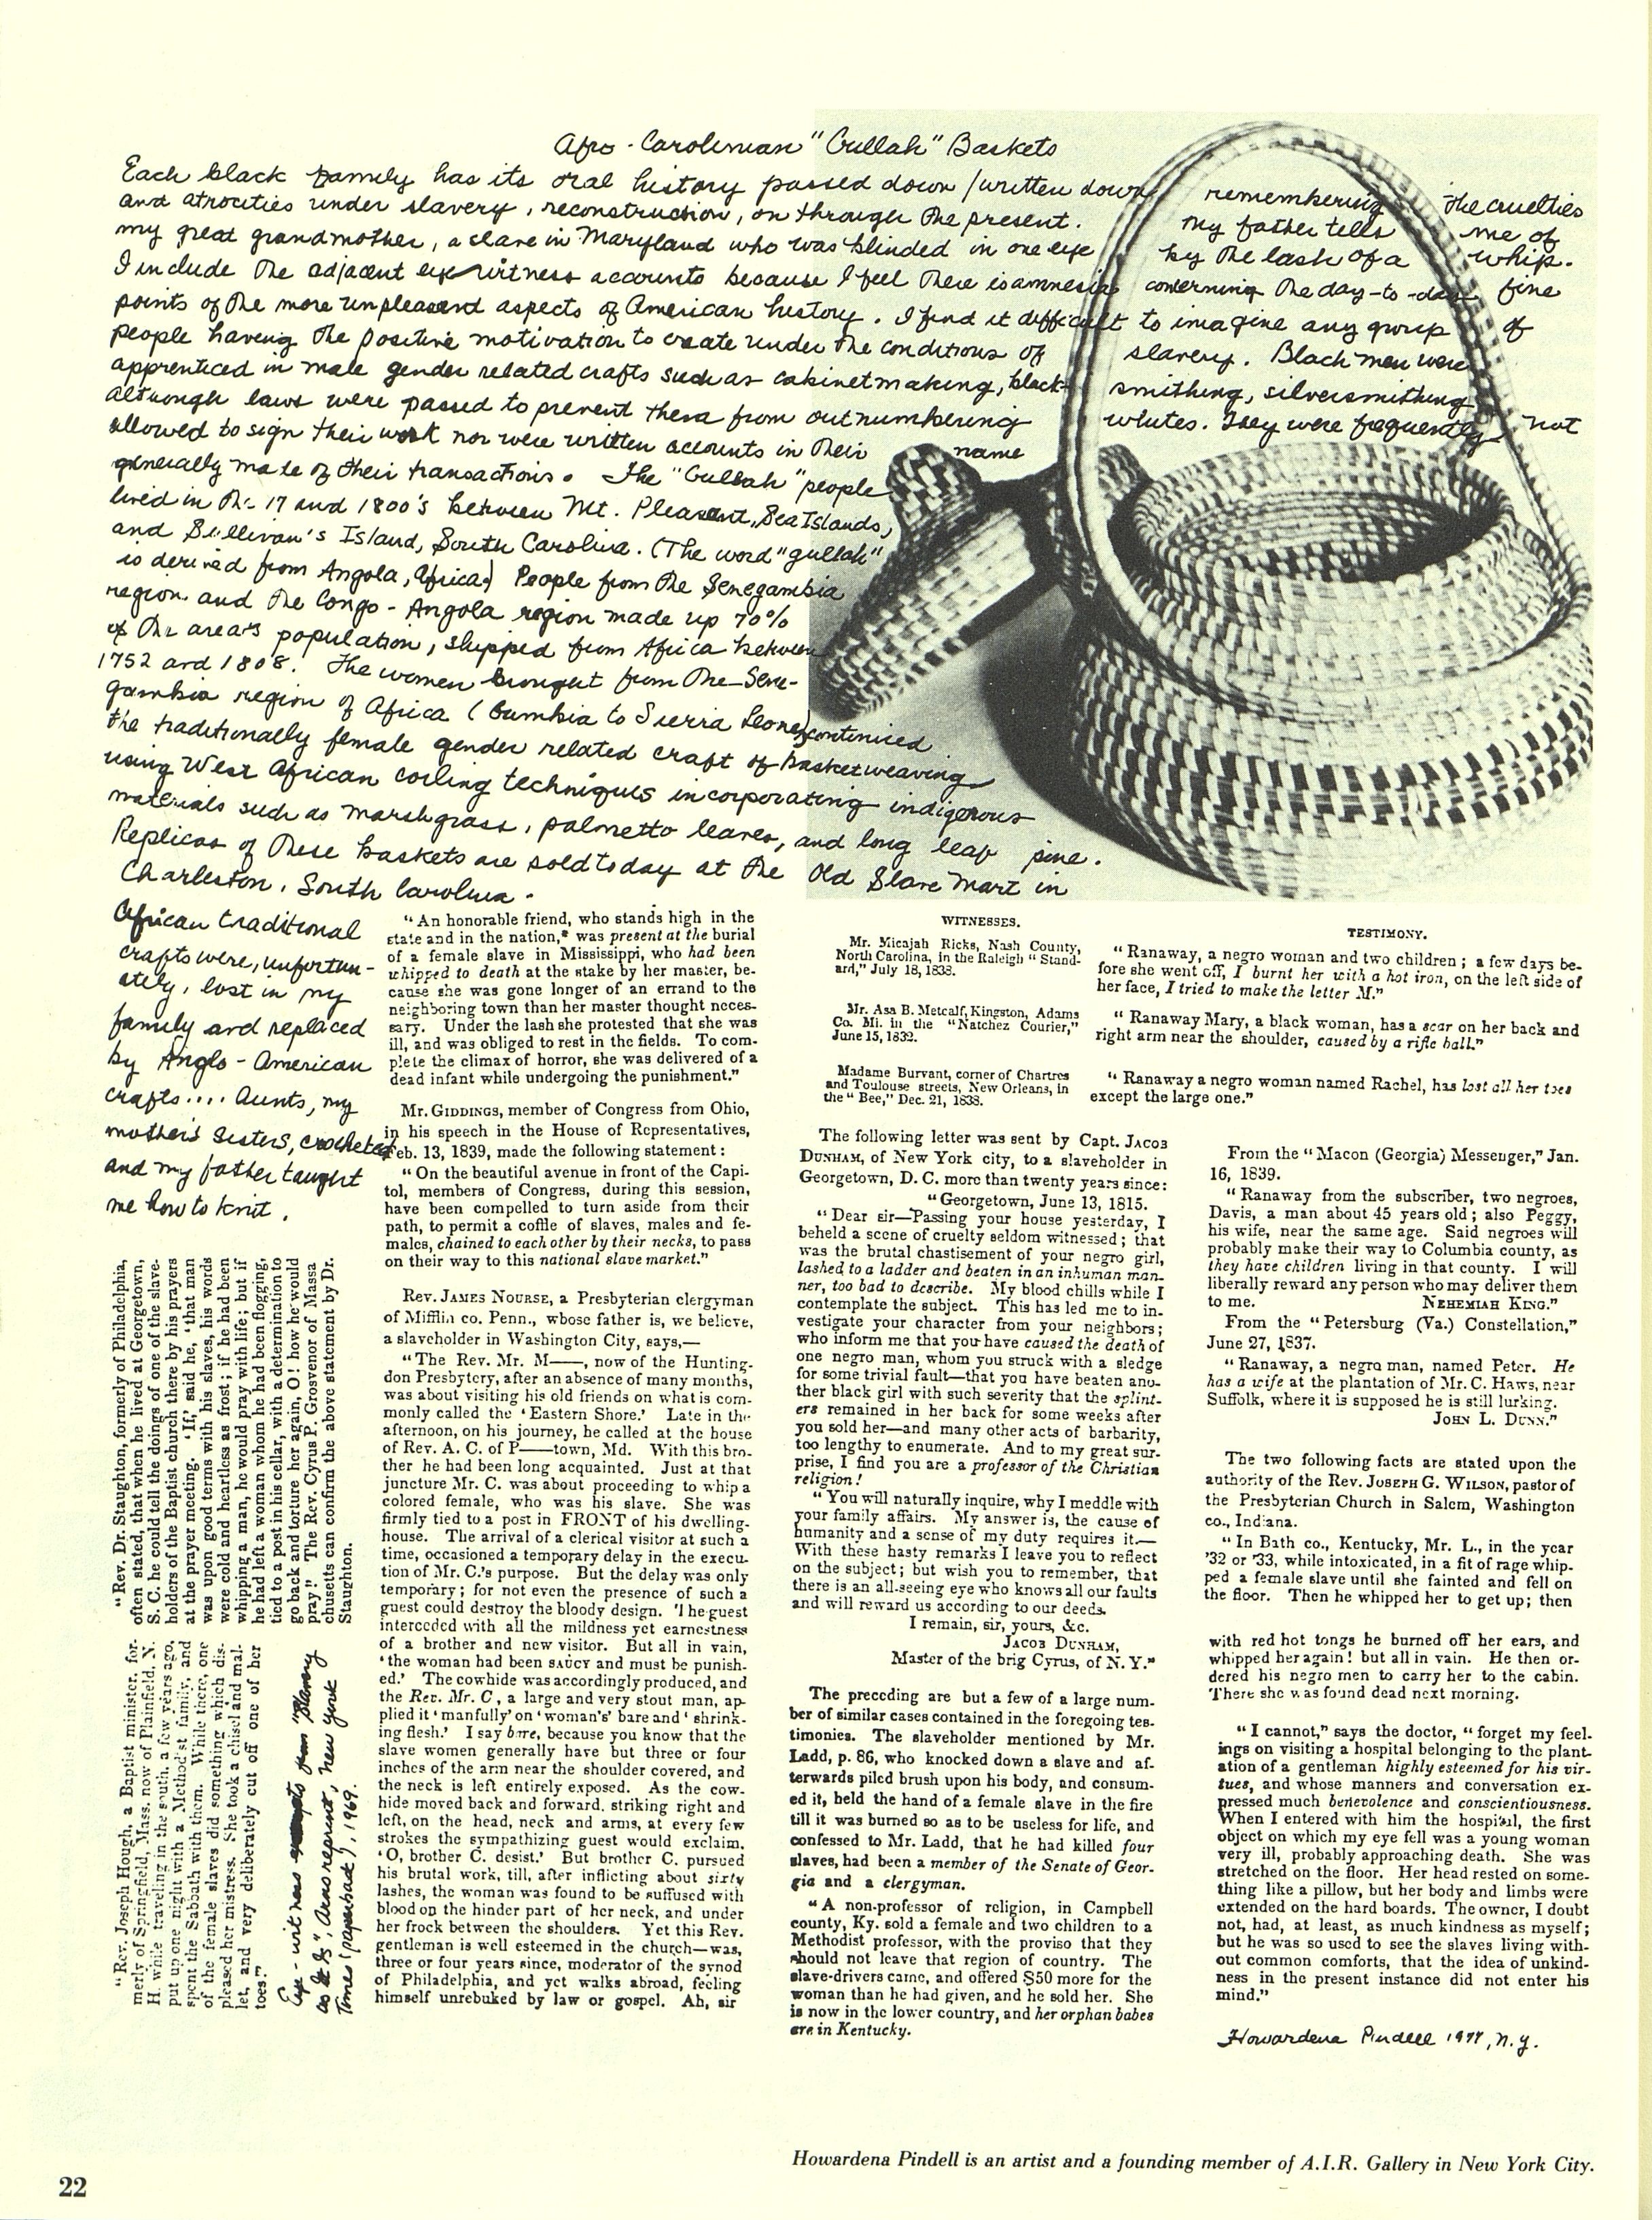 Afro-Carolinian "Gullah" Baskets
Each black family has its oral history passed down/written down remembering the cruelties
and atrocities under slavery, reconstruction, on through the present. My father tells me of
my great grandmother, a slave in Maryland who was blinded in one eye by the lash of a whip.
I include the adjacent eye witness accounts because I feel there is amnesia concerning the day-to-day fine
points of the more unpleasant aspects of American history. I find it difficult to imagine any group of
people having the positive motivation to create under the conditions of slavery. Black men were
apprenticed in male gender related crafts such as cabinetmaking, black-smithing, silversmithing
although laws were passed to prevent them from outnumbering whites. They were frequently not
allowed to sign their work nor were written accounts in their name
generally made of their transactions. The "Gullah" people
lived in the 17 and 1800's between Mt. Pleasant, Sea Islands,
and Sullivan's Island, South Carolina. (The word "gullah"
is derived from Angola, Africa.) People from the Senegambia
region and the Congo-Angola region made up 70%
of the area's population, shipped from Africa between
1752 and 1808. The women brought from the Sene-
gambia region of Africa (Gambia to Sierra Leone) continued
the traditionally female gender related craft of basketweaving
using West African coiling techniques incorporating indigenous
materials such as marshgrass, palmetto leaves, and long leaf pine.
Replicas of these baskets are sold today at the Old Slave Mart in
Charleston, South Carolina.
African traditional
crafts were, unfortun-
ately, lost in my
family and replaced
by Anglo-American
crafts.... Aunts, my
mother's sisters, crocheted
and my father taught
me how to knit.
"Rev. Dr. Staughton, formerly of Philadelphia,
often stated, that when he lived at Georgetown,
S. C. he could tell the doings of one of the slave-
holders of the Baptist church there by his prayers
at the prayer meeting. 'If,' said he, 'that man
was upon good terms with his slaves, his words
were cold and heartless as frost; if he had been
whipping a man, he would pray with life; but if
he had left a woman whom he had been flogging,
tied to a post in his cellar, with a determination to
go back and torture her again, O! how he would
pray!' The Rev. Cyrus P. Grosvenor of Massa
chusetts can confirm the above statement by Dr.
Staughton.
"Rev. Joseph Hough, a Baptist minister, for-
merly of Springfield, Mass. now of Plainfield, N.
H. while traveling in the south, a few years ago,
put up one night with a Methodist family, and
spent the Sabbath with them. While there, one
of the female slaves did something which dis-
pleased her mistress. She took a chisel and mal-
let, and very deliberately cut off one of her
toes."
Eye-witness from "Slavery
as It Is", Arno reprint, New York
Times (paperback), 1969.
"An honorable friend, who stands high in the
state and in the nation,* was present at the burial
of a female slave in Mississippi, who had been
whipped to death at the stake by her master, be-
cause she was gone longer of an errand to the
neighboring town than her master thought neces-
sary. Under the lash she protested that she was
ill, and was obliged to rest in the fields. To com-
plete the climax of horror, she was delivered of a
dead infant while undergoing the punishment."
Mr. GIDDINGS, member of Congress from Ohio,
in his speech in the House of Representatives,
Feb. 13, 1839, made the following statement:
"On the beautiful avenue in front of the Capi-
tol, members of Congress, during this session,
have been compelled to turn aside from their
path, to permit a coffle of slaves, males and fe-
males, chained to each other by their necks, to pass
on their way to this national slave market."
Rev. JAMES NOURSE, a Presbyterian clergyman
of Mifflin co. Penn., whose father is, we believe,
a slaveholder in Washington City, says,—
"The Rev. Mr. M——, now of the Hunting-
don Presbytery, after an absence of many months,
was about visiting his old friends on what is com-
monly called the 'Eastern Shore.' Late in the
afternoon, on his journey, he called at the house
of Rev. A. C. of P——town, Md. With this bro-
ther he had been long acquainted. Just at that
juncture Mr. C. was about proceeding to whip a
colored female, who was his slave. She was
firmly tied to a post in FRONT of his dwelling-
house. The arrival of a clerical visitor at such a
time, occasioned a temporary delay in the execu-
tion of Mr. C.'s purpose. But the delay was only
temporary; for not even the presence of such a
guest could destroy the bloody design. The guest
interceded with all the mildness yet earnestness
of a brother and new visitor. But all in vain,
'the woman had been SAUCY and must be punish-
ed.' The cowhide was accordingly produced, and
the Rev. Mr. C, a large and very stout man, ap-
plied it 'manfully' on 'woman's' bare and 'shrink-
ing flesh.' I say bare, because you know that the
slave women generally have but three or four
inches of the arm near the shoulder covered, and
the neck is left entirely exposed. As the cow-
hide moved back and forward, striking right and
left, on the head, neck and arms, at every few
strokes the sympathizing guest would exclaim,
'O, brother C. desist.' But brother C. pursued
his brutal work, till, after inflicting about sixty
lashes, the woman was found to be suffused with
blood on the hinder part of her neck, and under
her frock between the shoulders. Yet this Rev.
gentleman is well esteemed in the church—was,
three or four years since, moderator of the synod
of Philadelphia, and yet walks abroad, feeling
himself unrebuked by law or gospel. Ah, sir
WITNESSES.
TESTIMONY.
Mr. Micajah Ricks, Nash County,
North Carolina, in the Raleigh "Stand-
ard," July 18, 1838.
"Ranaway, a negro woman and two children; a few days be-
fore she went off, I burnt her with a hot iron, on the left side of
her face, I tried to make the letter M."
Mr. Asa B. Metcalf, Kingston, Adams
Co. Mi. in the "Natchez Courier,"
June 15, 1832.
"Ranaway Mary, a black woman, has a scar on her back and
right arm near the shoulder, caused by a rifle ball."
Madame Burvant, corner of Chartres
and Toulouse streets, New Orleans, in
the "Bee," Dec. 21, 1838.
"Ranaway a negro woman named Rachel, has lost all her toes
except the large one."
The following letter was sent by Capt. JACOB
DUNHAM, of New York city, to a slaveholder in
Georgetown, D. C. more than twenty years since:
"Georgetown, June 13, 1815.
"Dear sir—Passing your house yesterday, I
beheld a scene of cruelty seldom witnessed; that
was the brutal chastisement of your negro girl,
lashed to a ladder and beaten in an inhuman man-
ner, too bad to describe. My blood chills while I
contemplate the subject. This has led me to in-
vestigate your character from your neighbors;
who inform me that you have caused the death of
one negro man, whom you struck with a sledge
for some trivial fault—that you have beaten ano-
ther black girl with such severity that the splint-
ers remained in her back for some weeks after
you sold her—and many other acts of barbarity,
too lengthy to enumerate. And to my great sur-
prise, I find you are a professor of the Christian
religion!
"You will naturally inquire, why I meddle with
your family affairs. My answer is, the cause of
humanity and a sense of my duty requires it.—
With these hasty remarks I leave you to reflect
on the subject; but wish you to remember, that
there is an all-seeing eye who knows all our faults
and will reward us according to our deeds.
I remain, sir, yours, &c.
JACOB DUNHAM,
Master of the brig Cyrus, of N. Y."
The preceding are but a few of a large num-
ber of similar cases contained in the foregoing tes-
timonies. The slaveholder mentioned by Mr.
Ladd, p. 86, who knocked down a slave and af-
terwards piled brush upon his body, and consum-
ed it, held the hand of a female slave in the fire
till it was burned so as to be useless for life, and
confessed to Mr. Ladd, that he had killed four
slaves, had been a member of the Senate of Geor-
gia and a clergyman.
"A non-professor of religion, in Campbell
county, Ky. sold a female and two children to a
Methodist professor, with the proviso that they
should not leave that region of country. The
slave-drivers came, and offered $50 more for the
woman than he had given, and he sold her. She
is now in the lower country, and her orphan babes
are in Kentucky.
From the "Macon (Georgia) Messenger," Jan.
16, 1839.
"Ranaway from the subscriber, two negroes,
Davis, a man about 45 years old; also Peggy,
his wife, near the same age. Said negroes will
probably make their way to Columbia county, as
they have children living in that county. I will
liberally reward any person who may deliver them
to me. NEHEMIAH KING."
From the "Petersburg (Va.) Constellation,"
June 27, 1837.
"Ranaway, a negro man, named Peter. He
has a wife at the plantation of Mr. C. Haws, near
Suffolk, where it is supposed he is still lurking.
JOHN L. DUNN."
The two following facts are stated upon the
authority of the Rev. JOSEPH G. WILSON, pastor of
the Presbyterian Church in Salem, Washington
co., Indiana.
"In Bath co., Kentucky, Mr. L., in the year
'32 or '33, while intoxicated, in a fit of rage whip-
ped a female slave until she fainted and fell on
the floor. Then he whipped her to get up; then
with red hot tongs he burned off her ears, and
whipped her again! but all in vain. He then or-
dered his negro men to carry her to the cabin.
There she was found dead next morning.
"I cannot," says the doctor, "forget my feel-
ings on visiting a hospital belonging to the plant-
ation of a gentleman highly esteemed for his vir-
tues, and whose manners and conversation ex-
pressed much benevolence and conscientiousness.
When I entered with him the hospital, the first
object on which my eye fell was a young woman
very ill, probably approaching death. She was
stretched on the floor. Her head rested on some-
thing like a pillow, but her body and limbs were
extended on the hard boards. The owner, I doubt
not, had, at least, as much kindness as myself;
but he was so used to see the slaves living with-
out common comforts, that the idea of unkind-
ness in the present instance did not enter his
mind."
Howardena Pindell 1977, N.Y.
Howardena Pindell is an artist and a founding member of A.I.R. Gallery in New York City.
22